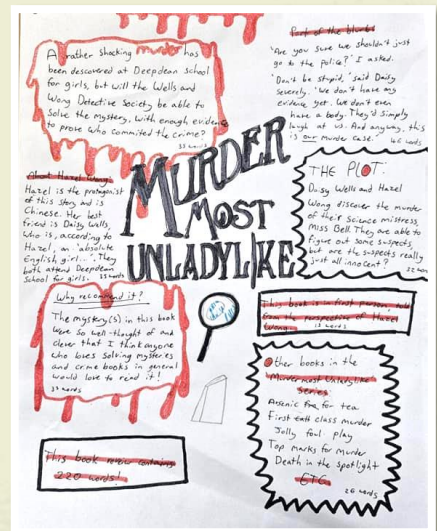 A rather shocking murder has
been descovered at Deepdean school
for girls, but will the Wells and
Wong Detective Society be able to
solve the mystery, with enough evidence
to prove who commited the crime?
33 words
Part of the blurb:
'Are you sure we shouldn't just
go to the police?' I asked.
'Don't be stupid,' said Daisy
severely. 'We don't have any
evidence yet. We don't even
have a body. They'd simply
laugh at us. And anyway, this
is our murder case.' 46 words
MURDER
MOST
UNLADYLIKE
About Hazel Wong:
Hazel is the protagonist
of this story and is
Chinese. Her best
friend is Daisy Wells,
who is, according to
Hazel, an 'absolute
English girl...'. They
both attend Deepdean
School for girls. 35 words
THE PLOT:
Daisy Wells and Hazel
Wong discover the murder
of their Science mistress,
Miss Bell. They are able to
figure out some suspects,
but are the suspects really
just all innocent?
32 words
Why recommend it?
The mystery(s) in this book
were so well-thought of and
clever that I think anyone
who loves solving mysteries
and crime books in general
would love to read it!
33 words
This book is first person, told
from the perspective of Hazel
Wong. 13 words
Other books in the
Murder most Unladylike
Series:
Arsenic for tea
First class murder
Jolly foul play
Top marks for murder
Death in the spotlight
ETC
26 words
This book review contains
220 words!